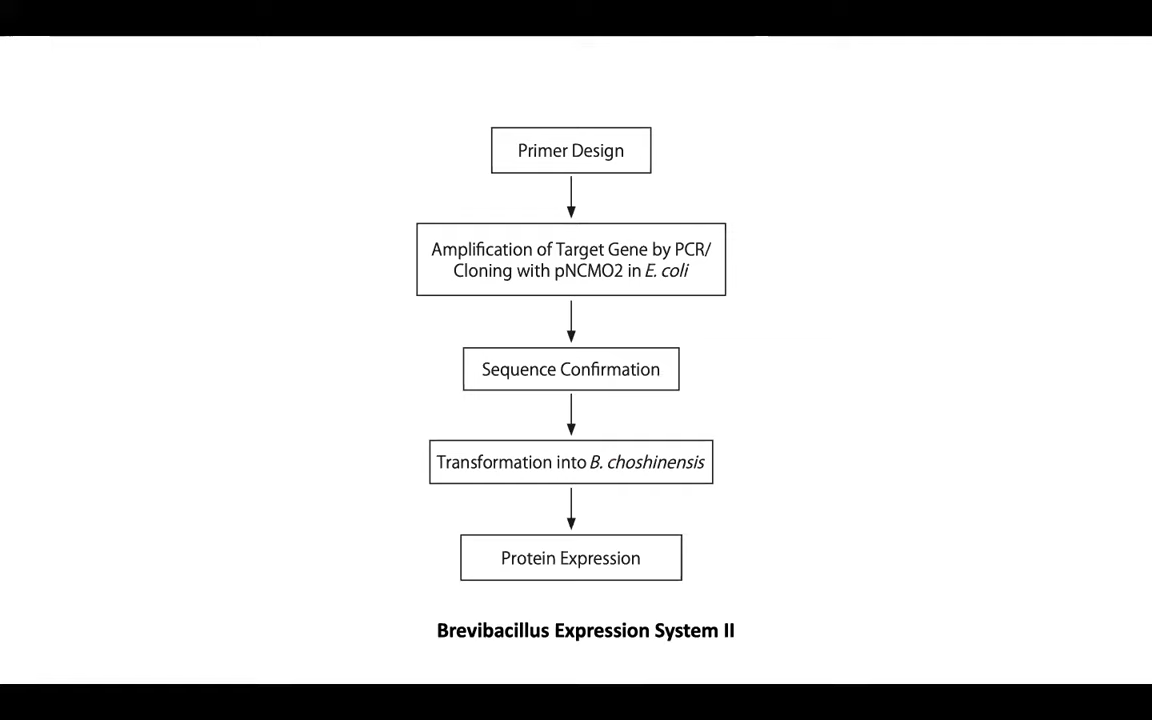 Primer Design
Amplification of Target Gene by PCR/
Cloning with pNCMO2 in E. coli
Sequence Confirmation
Transformation into B. choshinensis
Protein Expression
Brevibacillus Expression System II